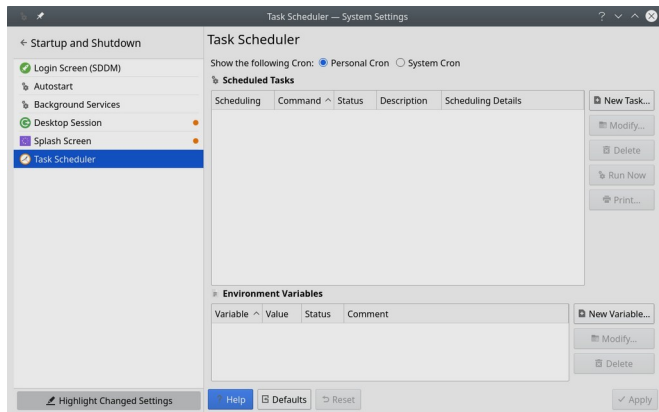 Task Scheduler — System Settings
← Startup and Shutdown
Login Screen (SDDM)
Autostart
Background Services
Desktop Session
Splash Screen
Task Scheduler
Highlight Changed Settings
Task Scheduler
Show the following Cron: Personal Cron System Cron
Scheduled Tasks
Scheduling Command Status Description Scheduling Details
New Task...
Modify...
Delete
Run Now
Print...
Environment Variables
Variable Value Status Comment
New Variable...
Modify...
Delete
Help Defaults Reset Apply